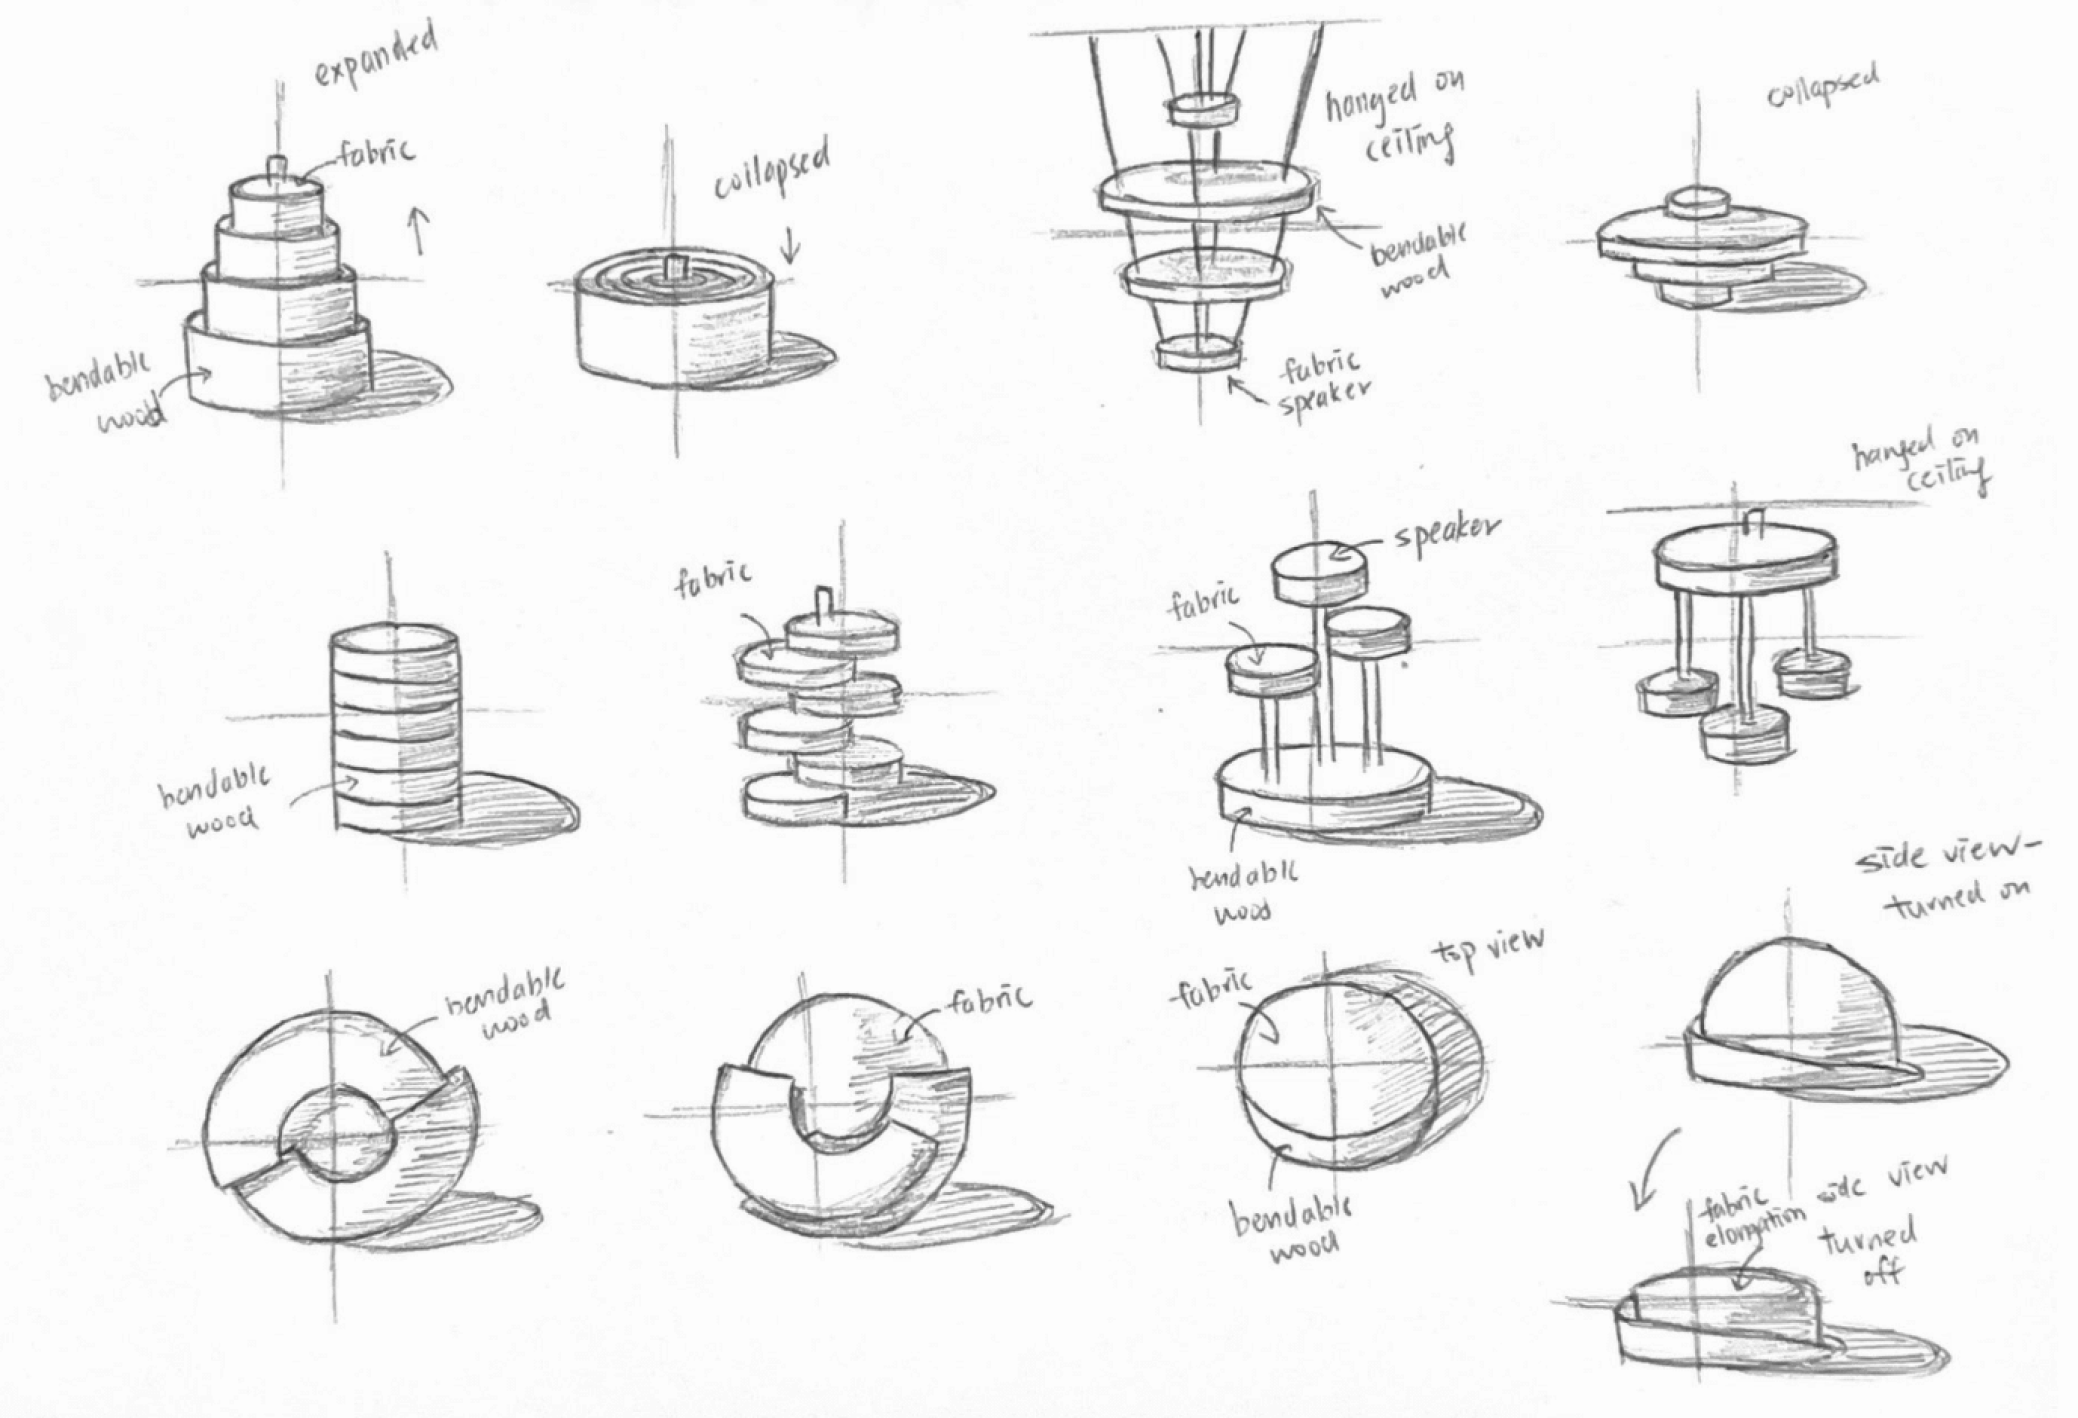 expanded
fabric
bendable
wood
collapsed
hanged on
ceiling
bendable
wood
fabric
speaker
collapsed
bendable
wood
fabric
speaker
fabric
bendable
wood
hanged on
ceiling
bendable
wood
fabric
top view
fabric
bendable
wood
side view-
turned on
side view
turned
off
fabric
elongation